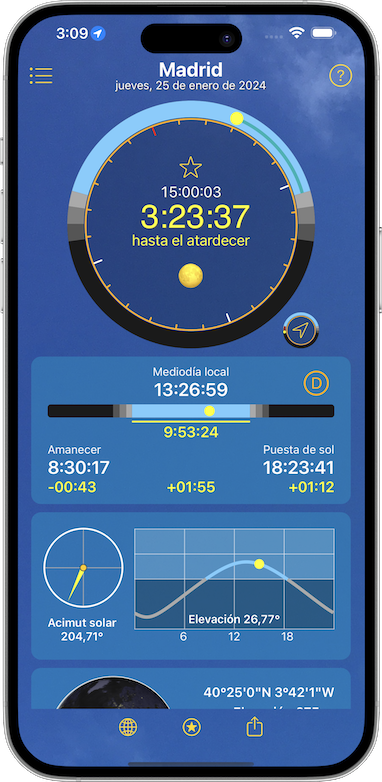 3:09
Madrid
?
jueves, 25 de enero de 2024
15:00:03
3:23:37
hasta el atardecer
Mediodía local
13:26:59
D
9:53:24
Amanecer
Puesta de sol
8:30:17
18:23:41
-00:43
+01:55
+01:12
Elevación 26,77°
Acimut solar
204,71°
6
12
18
40°25'0"N 3°42'1"W